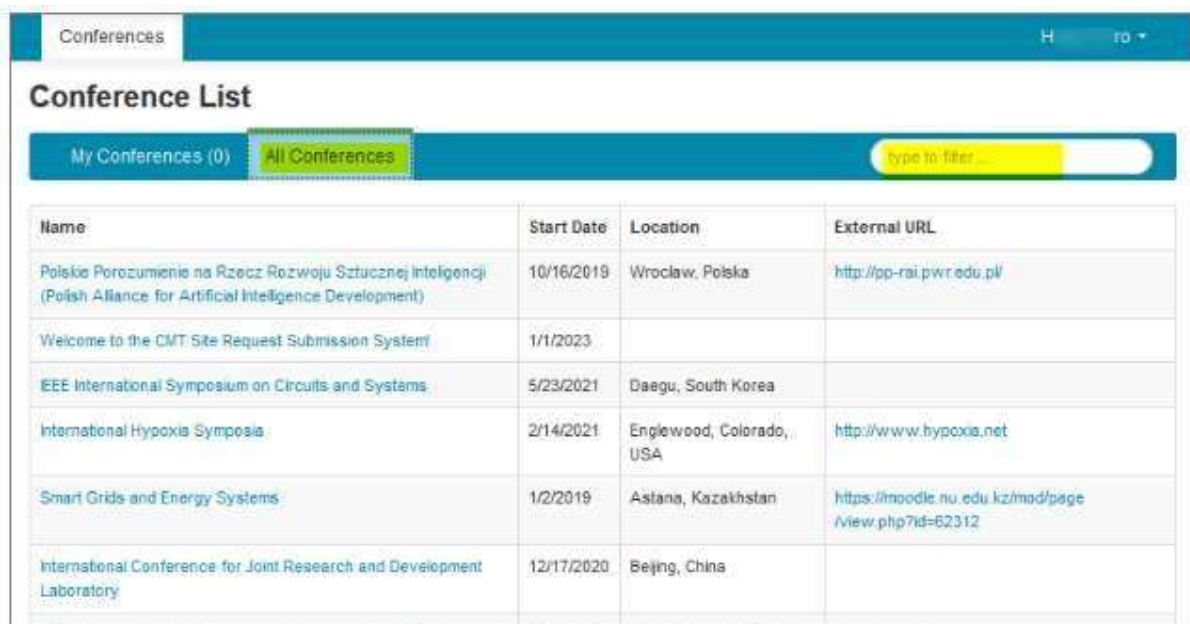 Conferences
H ro
Conference List
My Conferences (0) All Conferences type to filter ...
Name Start Date Location External URL
Polskie Porozumienie na Rzecz Rozwoju Sztucznej Inteligencji 10/16/2019 Wroclaw, Polska http://pp-rai.pwr.edu.pl/
(Polish Alliance for Artificial Intelligence Development)
Welcome to the CMT Site Request Submission System! 1/1/2023
IEEE International Symposium on Circuits and Systems 5/23/2021 Daegu, South Korea
International Hypoxia Symposia 2/14/2021 Englewood, Colorado, http://www.hypoxia.net
USA
Smart Grids and Energy Systems 1/2/2019 Astana, Kazakhstan https://moodle.nu.edu.kz/mod/page
/view.php?id=62312
International Conference for Joint Research and Development 12/17/2020 Beijing, China
Laboratory